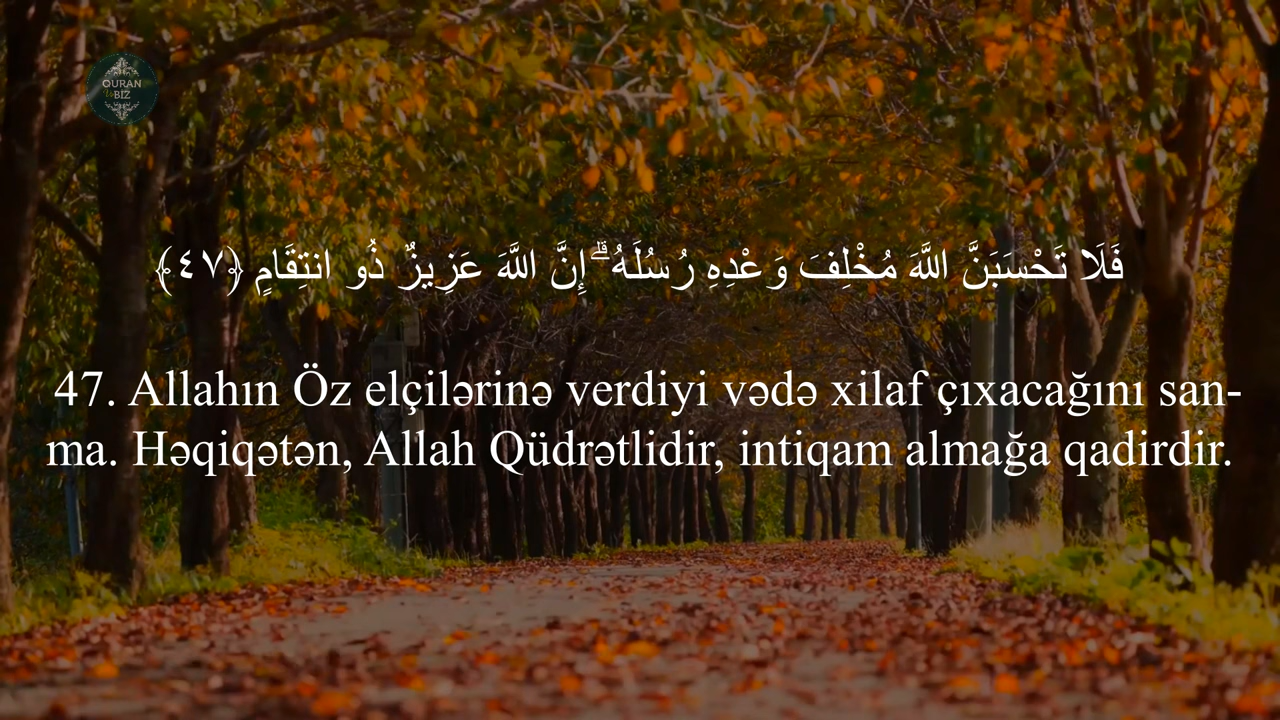 QURAN
Və
BIZ
فَلَا تَحْسَبَنَّ اللَّهَ مُخْلِفَ وَعْدِهِ رُسُلَهُ ۗ إِنَّ اللَّهَ عَزِيزٌ ذُو انتِقَامٍ ﴿٤٧﴾
47. Allahın Öz elçilərinə verdiyi vədə xilaf çıxacağını san-
ma. Həqiqətən, Allah Qüdrətlidir, intiqam almağa qadirdir.